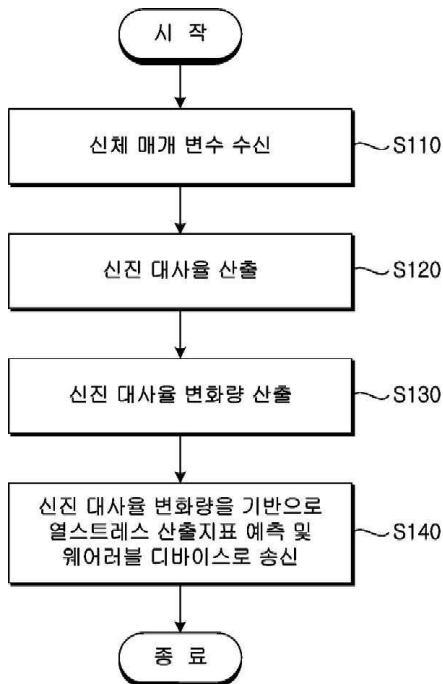 시 작
신체 매개 변수 수신
S110
신진 대사율 산출
S120
신진 대사율 변화량 산출
S130
신진 대사율 변화량을 기반으로
열스트레스 산출지표 예측 및
웨어러블 디바이스로 송신
S140
종 료